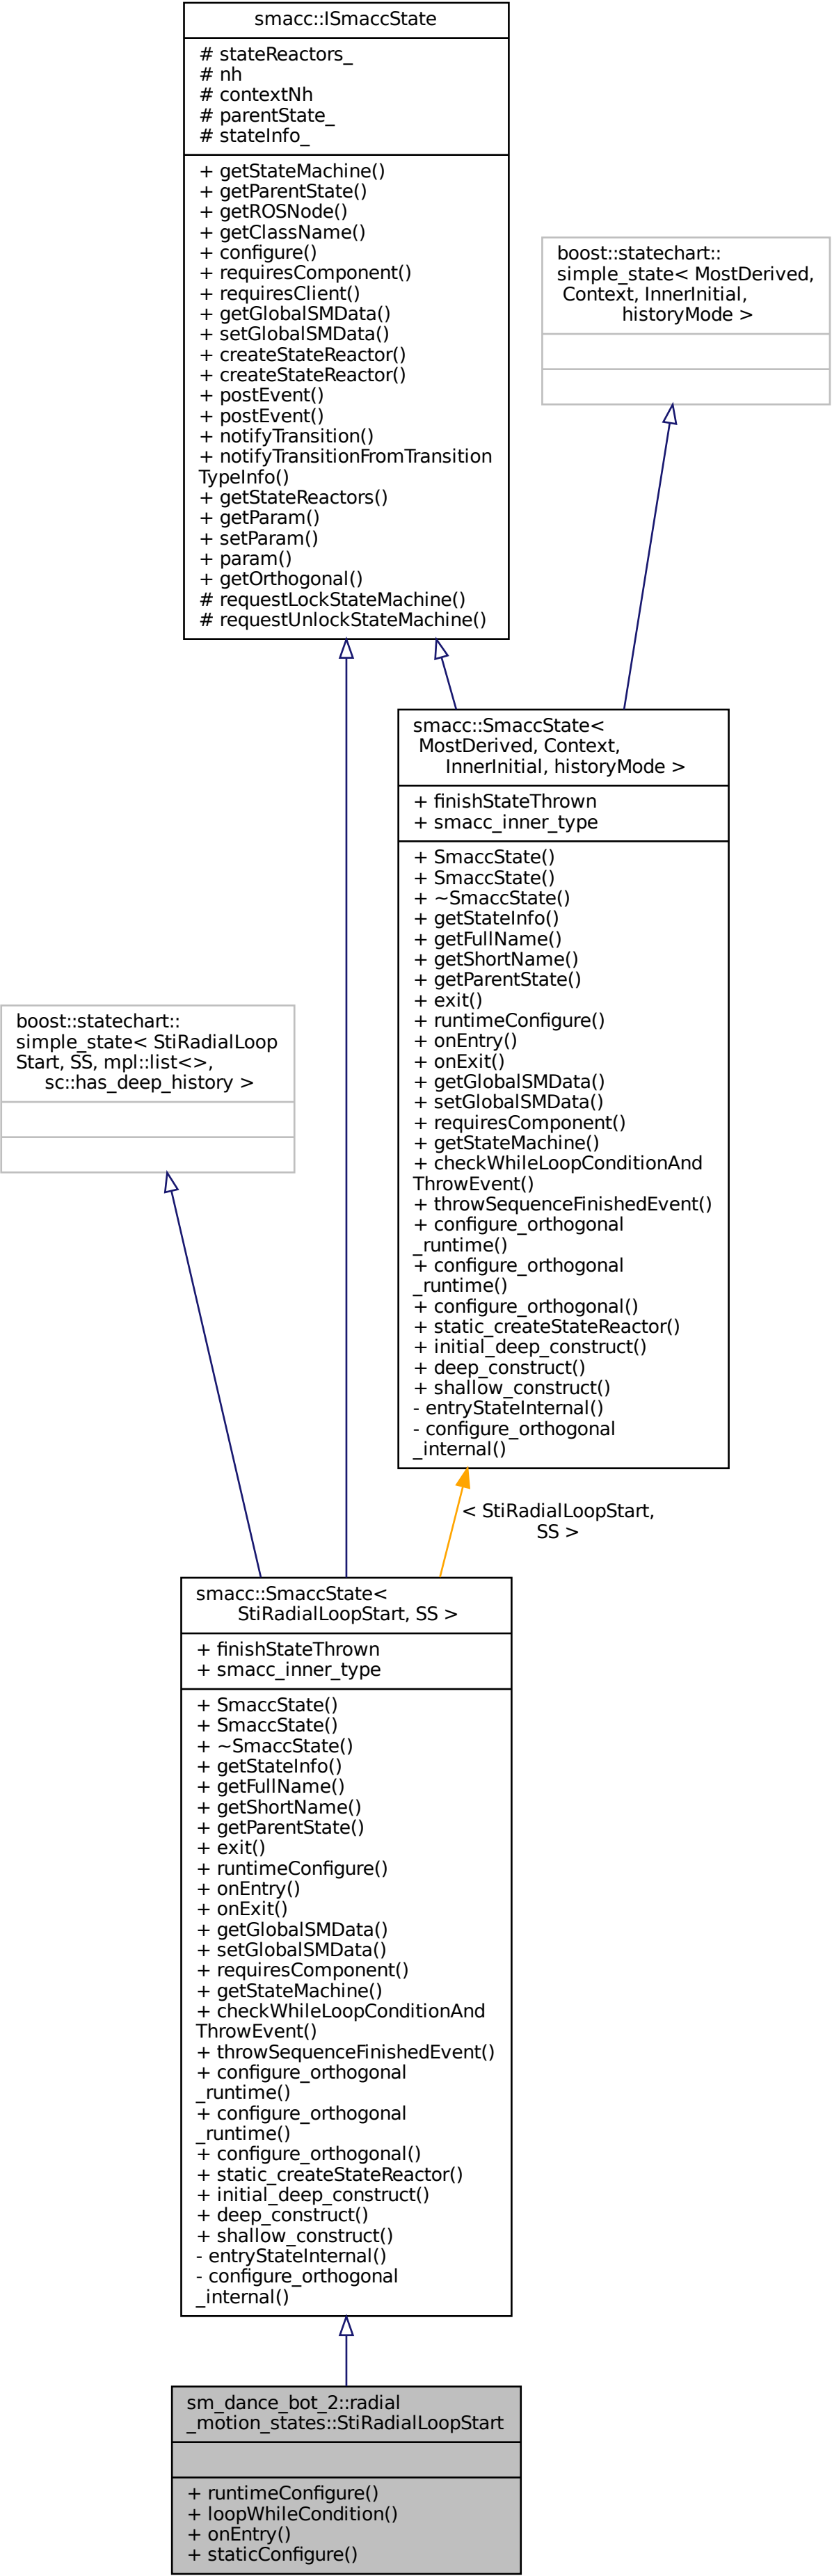 smacc::ISmaccState
# stateReactors_
# nh
# contextNh
# parentState_
# stateInfo_
+ getStateMachine()
+ getParentState()
+ getROSNode()
+ getClassName()
+ configure()
+ requiresComponent()
+ requiresClient()
+ getGlobalSMData()
+ setGlobalSMData()
+ createStateReactor()
+ createStateReactor()
+ postEvent()
+ postEvent()
+ notifyTransition()
+ notifyTransitionFromTransition
TypeInfo()
+ getStateReactors()
+ getParam()
+ setParam()
+ param()
+ getOrthogonal()
# requestLockStateMachine()
# requestUnlockStateMachine()
boost::statechart::
simple_state< MostDerived,
Context, InnerInitial,
historyMode >
smacc::SmaccState<
MostDerived, Context,
InnerInitial, historyMode >
+ finishStateThrown
+ smacc_inner_type
+ SmaccState()
+ SmaccState()
+ ~SmaccState()
+ getStateInfo()
+ getFullName()
+ getShortName()
+ getParentState()
+ exit()
+ runtimeConfigure()
+ onEntry()
+ onExit()
+ getGlobalSMData()
+ setGlobalSMData()
+ requiresComponent()
+ getStateMachine()
+ checkWhileLoopConditionAnd
ThrowEvent()
+ throwSequenceFinishedEvent()
+ configure_orthogonal
_runtime()
+ configure_orthogonal
_runtime()
+ configure_orthogonal()
+ static_createStateReactor()
+ initial_deep_construct()
+ deep_construct()
+ shallow_construct()
- entryStateInternal()
- configure_orthogonal
_internal()
boost::statechart::
simple_state< StiRadialLoop
Start, SS, mpl::list<>,
sc::has_deep_history >
< StiRadialLoopStart,
SS >
smacc::SmaccState<
StiRadialLoopStart, SS >
+ finishStateThrown
+ smacc_inner_type
+ SmaccState()
+ SmaccState()
+ ~SmaccState()
+ getStateInfo()
+ getFullName()
+ getShortName()
+ getParentState()
+ exit()
+ runtimeConfigure()
+ onEntry()
+ onExit()
+ getGlobalSMData()
+ setGlobalSMData()
+ requiresComponent()
+ getStateMachine()
+ checkWhileLoopConditionAnd
ThrowEvent()
+ throwSequenceFinishedEvent()
+ configure_orthogonal
_runtime()
+ configure_orthogonal
_runtime()
+ configure_orthogonal()
+ static_createStateReactor()
+ initial_deep_construct()
+ deep_construct()
+ shallow_construct()
- entryStateInternal()
- configure_orthogonal
_internal()
sm_dance_bot_2::radial
_motion_states::StiRadialLoopStart
+ runtimeConfigure()
+ loopWhileCondition()
+ onEntry()
+ staticConfigure()